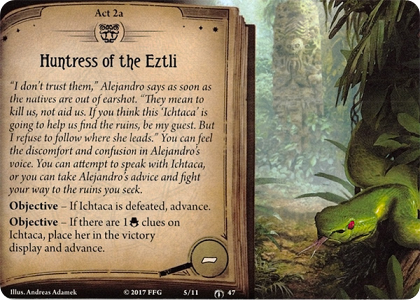 Act 2a
Huntress of the Eztli
“I don't trust them,” Alejandro says as soon as
the natives are out of earshot. “They mean to
kill us, not aid us. If you think this ‘Ichtaca’ is
going to help us find the ruins, be my guest. But
I refuse to follow where she leads.” You can feel
the discomfort and confusion in Alejandro's
voice. You can attempt to speak with Ichtaca,
or you can take Alejandro's advice and fight
your way to the ruins you seek.
Objective – If Ichtaca is defeated, advance.
Objective – If there are 1 clues on
Ichtaca, place her in the victory
display and advance.
–
Illus. Andreas Adamek
© 2017 FFG
5/11
47